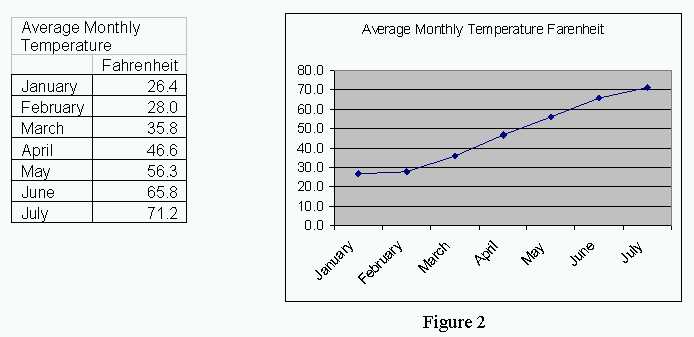 Average Monthly
Temperature
Fahrenheit
January 26.4
February 28.0
March 35.8
April 46.6
May 56.3
June 65.8
July 71.2
Average Monthly Temperature Farenheit
80.0
70.0
60.0
50.0
40.0
30.0
20.0
10.0
0.0
January February March April May June July
Figure 2